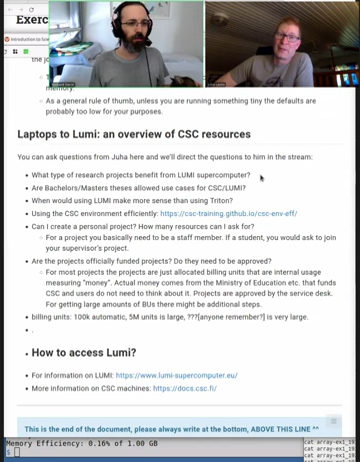 Exerc
Introduction to Scie
the jo
T
memory.
As a general rule of thumb, unless you are running something tiny the defaults are
probably too low for your purposes.
Laptops to Lumi: an overview of CSC resources
You can ask questions from Juha here and we'll direct the questions to him in the stream:
What type of research projects benefit from LUMI supercomputer?
Are Bachelors/Masters theses allowed use cases for CSC/LUMI?
When would using LUMI make more sense than using Triton?
Using the CSC environment efficiently: https://csc-training.github.io/csc-env-eff/
Can I create a personal project? How many resources can I ask for?
For a project you basically need to be a staff member. If a student, you would ask to join
your supervisor's project.
Are the projects officially funded projects? Do they need to be approved?
For most projects the projects are just allocated billing units that are internal usage
measuring "money". Actual money comes from the Ministry of Education etc. that funds
CSC and users do not need to think about it. Projects are approved by the service desk.
For getting large amounts of BUs there might be additional steps.
billing units: 100k automatic, 5M units is large, ???[anyone remember?] is very large.
.
How to access Lumi?
For information on LUMI: https://www.lumi-supercomputer.eu/
More information on CSC machines: https://docs.csc.fi/
This is the end of the document, please always write at the bottom, ABOVE THIS LINE ^^
Memory Efficiency: 0.16% of 1.00 GB
$
cat array-ex1_19
cat array-ex1_19
cat array-ex1_19